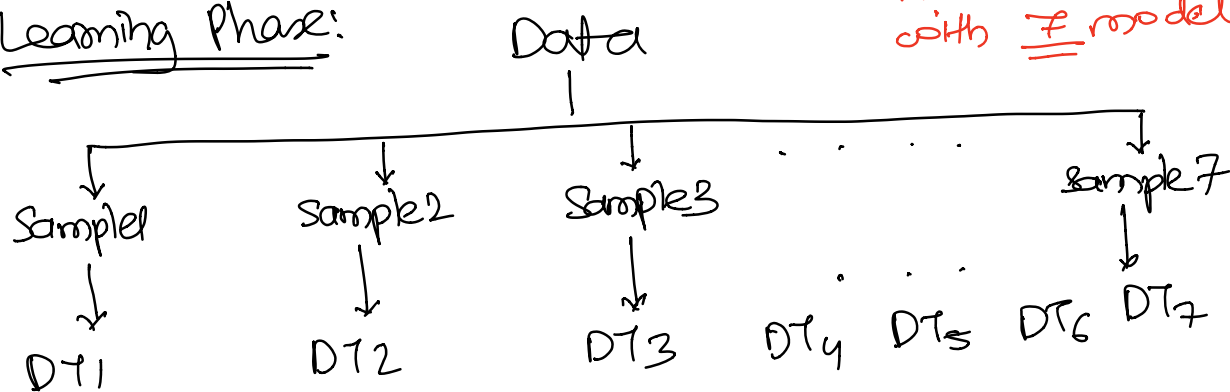 Learning Phase:
Data
with 7 model
Sample1
Sample2
Sample3
Sample7
DT1
DT2
DT3
DT4
DT5
DT6
DT7